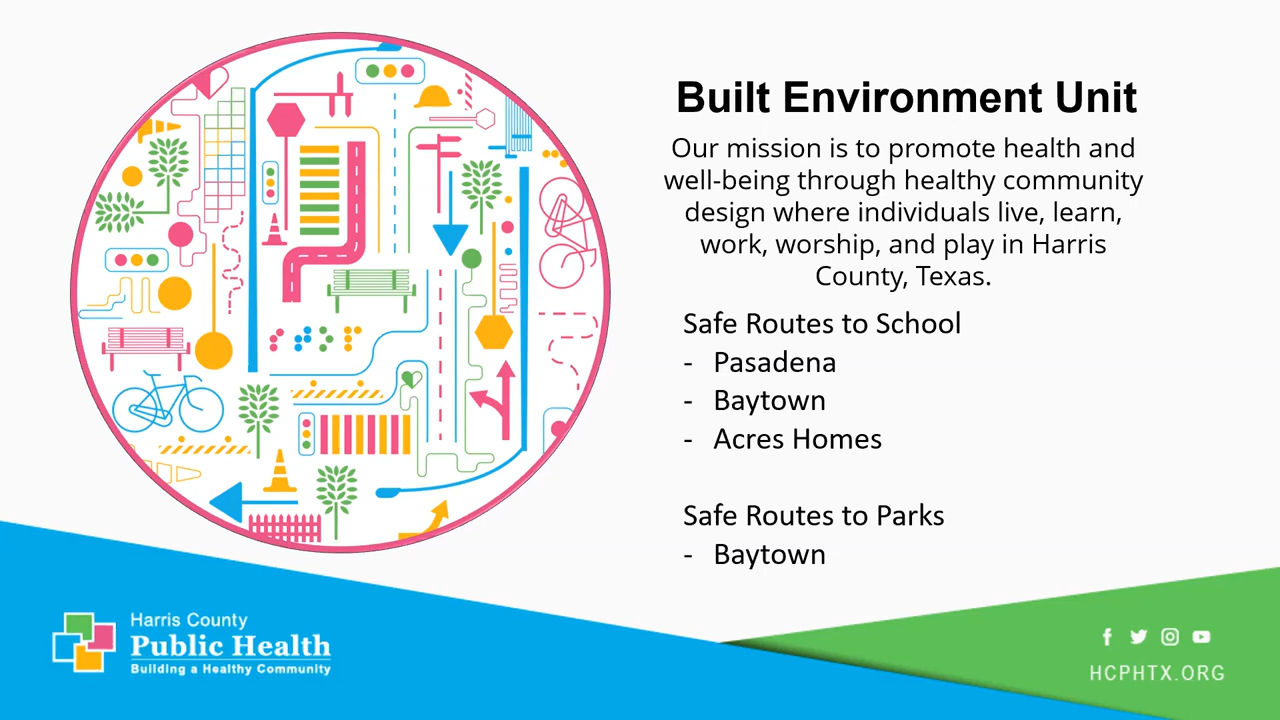 Built Environment Unit
Our mission is to promote health and
well-being through healthy community
design where individuals live, learn,
work, worship, and play in Harris
County, Texas.
Safe Routes to School
- Pasadena
- Baytown
- Acres Homes
Safe Routes to Parks
- Baytown
Harris County
Public Health
Building a Healthy Community
HCPHTX.ORG